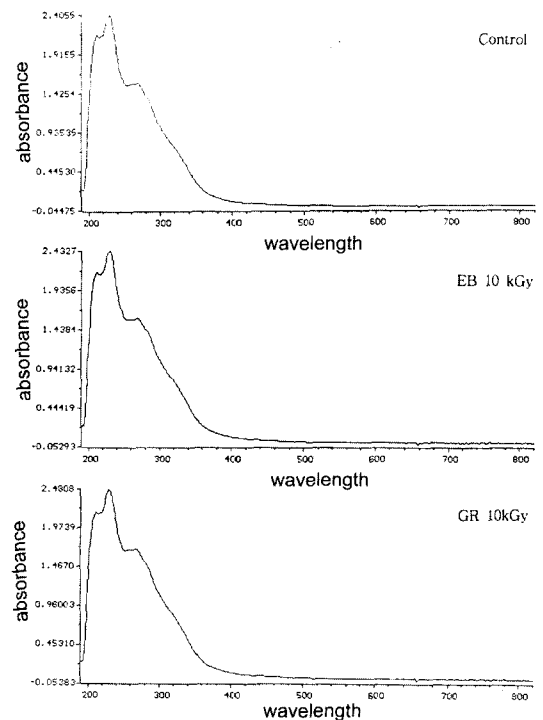 Control
absorbance
2.4055
1.9155
1.4254
0.93535
0.44530
-0.04475
200 300 400 500 600 700 800
wavelength
EB 10 kGy
absorbance
2.4327
1.9356
1.4284
0.94132
0.44419
-0.05293
200 300 400 500 600 700 800
wavelength
GR 10kGy
absorbance
2.4808
1.9739
1.4670
0.96003
0.45310
-0.05383
200 300 400 500 600 700 800
wavelength